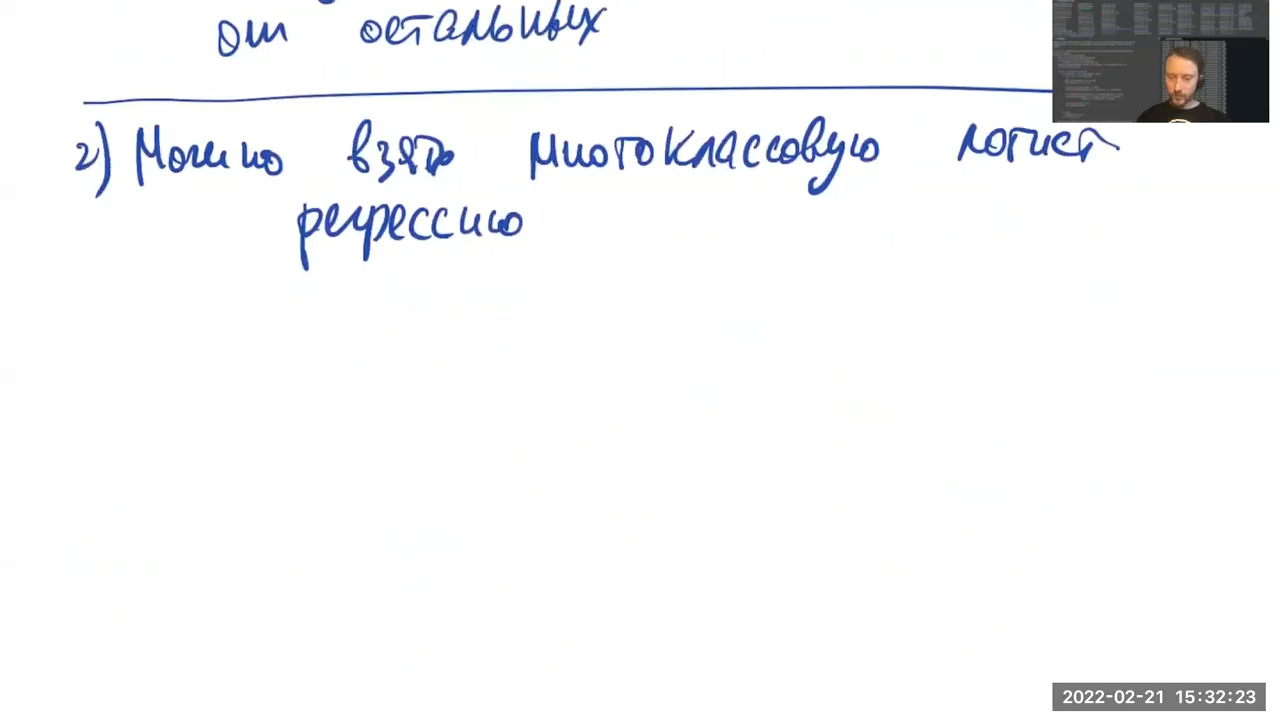 от остальных
2) Можно взять многоклассовую логист
регрессию
2022-02-21 15:32:23